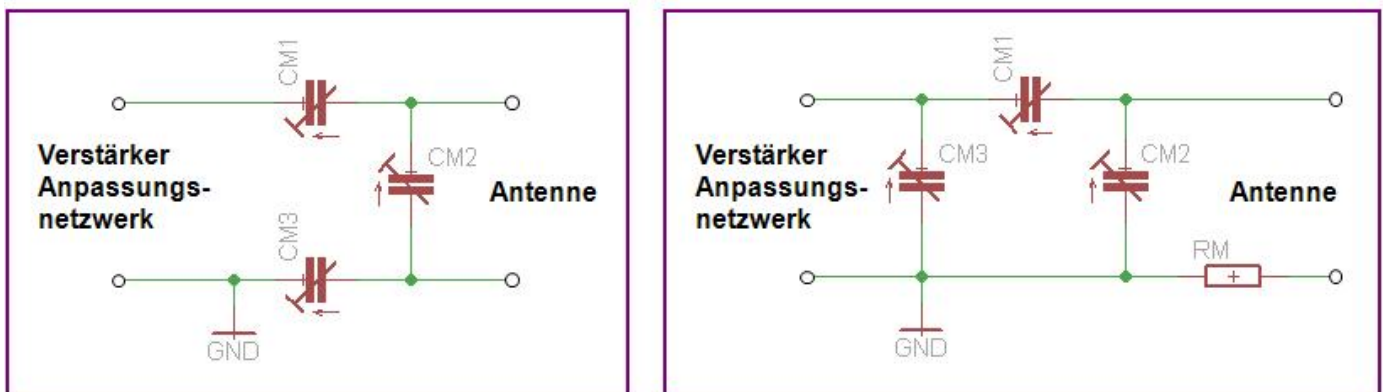 CM1
CM2
Verstärker
Anpassungs-
netzwerk
Antenne
CM3
GND
CM1
CM3
CM2
Verstärker
Anpassungs-
netzwerk
Antenne
RM
GND